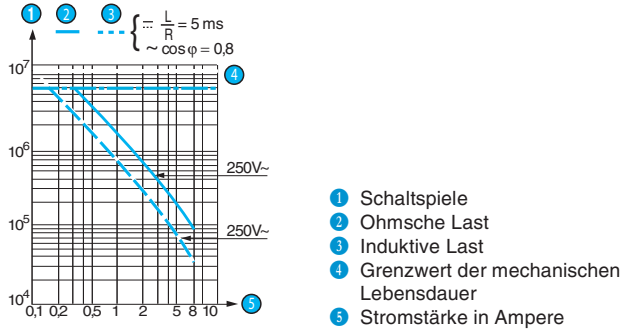 1 2 3
⎓ L/R = 5 ms
~ cos φ = 0,8
10⁷
4
10⁶
250V~
10⁵
250V~
10⁴
0,1 0,2 0,5 1 2 5 8 10
5
1 Schaltspiele
2 Ohmsche Last
3 Induktive Last
4 Grenzwert der mechanischen
Lebensdauer
5 Stromstärke in Ampere